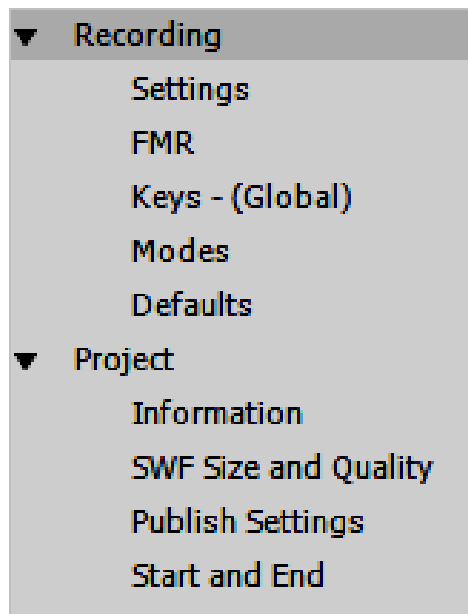 Recording
Settings
FMR
Keys - (Global)
Modes
Defaults
Project
Information
SWF Size and Quality
Publish Settings
Start and End